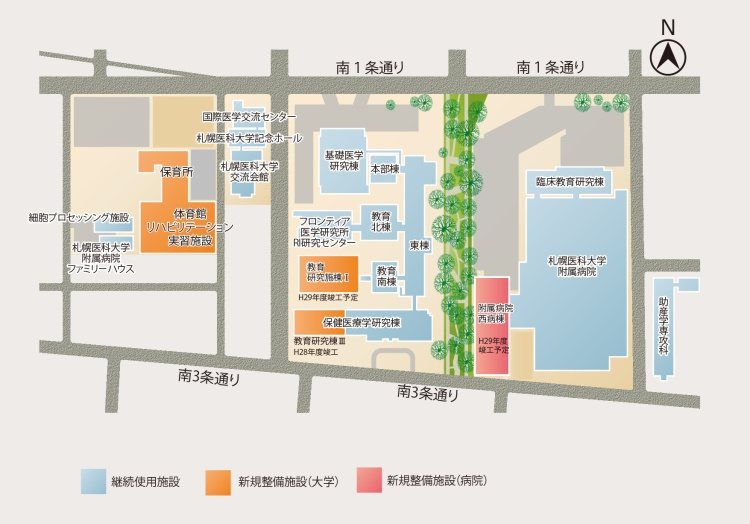 N
南1条通り
南1条通り
国際医学交流センター
札幌医科大学記念ホール
札幌医科大学
交流会館
保育所
体育館
リハビリテーション
実習施設
細胞プロセッシング施設
札幌医科大学
附属病院
ファミリーハウス
基礎医学
研究棟
本部棟
フロンティア
医学研究所
RI研究センター
教育
北棟
東棟
教育
研究施棟Ⅰ
H29年度竣工予定
教育
南棟
保健医療学研究棟
教育研究棟Ⅲ
H28年度竣工
臨床教育研究棟
札幌医科大学
附属病院
附属病院
西病棟
H29年度
竣工予定
助産学専攻科
南3条通り
南3条通り
継続使用施設
新規整備施設(大学)
新規整備施設(病院)